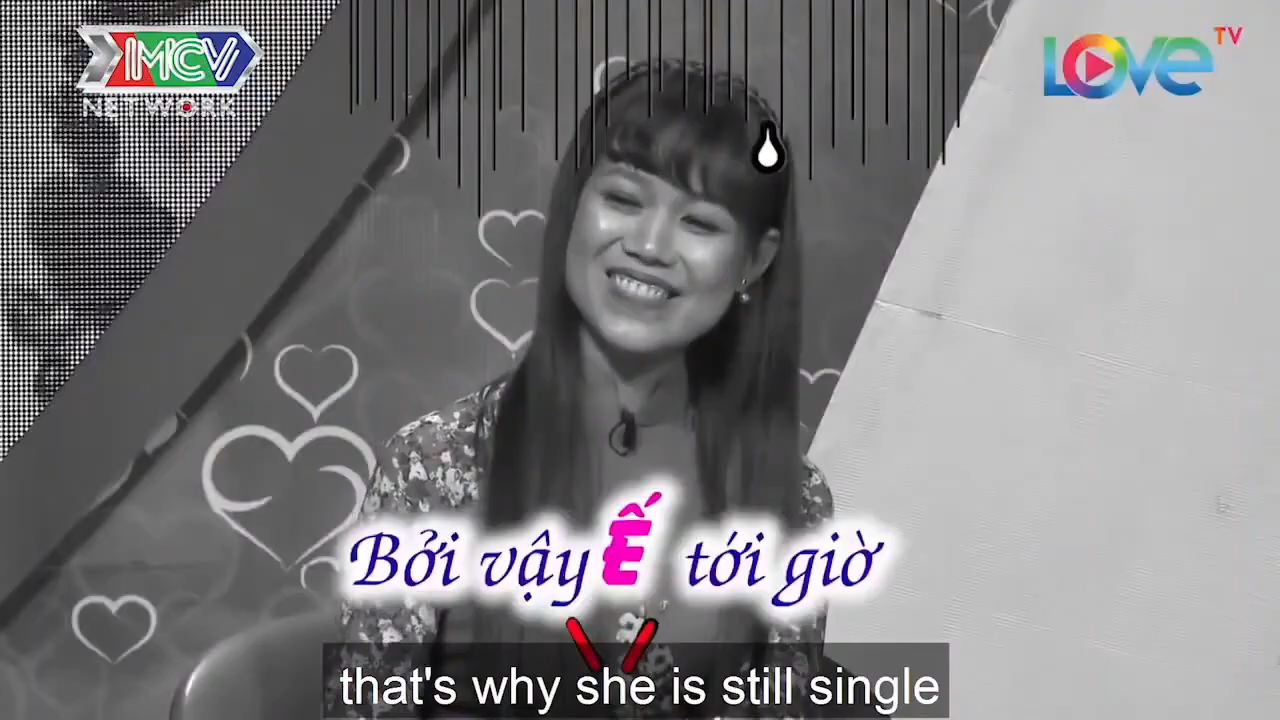 MCV
NETWORK
LOVE TV
Bởi vậy Ế tới giờ
that's why she is still single